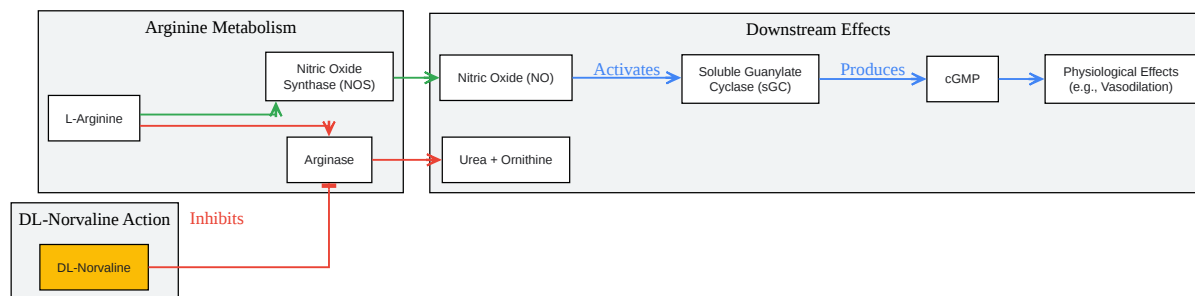 Arginine Metabolism
L-Arginine
Nitric Oxide
Synthase (NOS)
Arginase
Downstream Effects
Nitric Oxide (NO)
Activates
Soluble Guanylate
Cyclase (sGC)
Produces
cGMP
Physiological Effects
(e.g., Vasodilation)
Urea + Ornithine
DL-Norvaline Action
Inhibits
DL-Norvaline